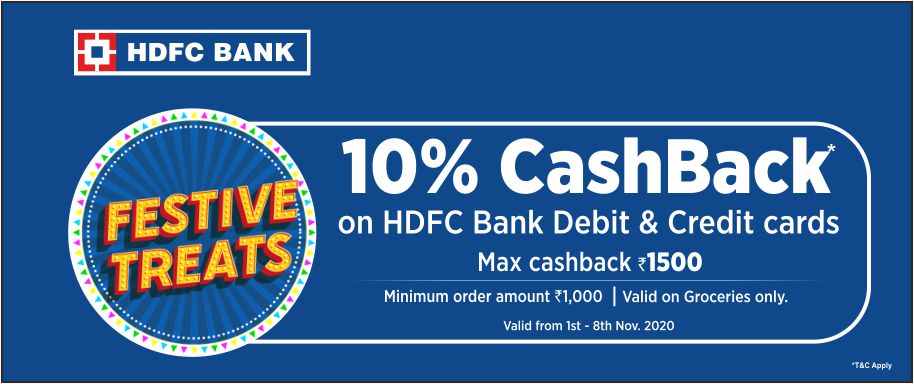 HDFC BANK
FESTIVE
TREATS
10% CashBack*
on HDFC Bank Debit & Credit cards
Max cashback ₹1500
Minimum order amount ₹1,000 | Valid on Groceries only.
Valid from 1st - 8th Nov. 2020
*T&C Apply